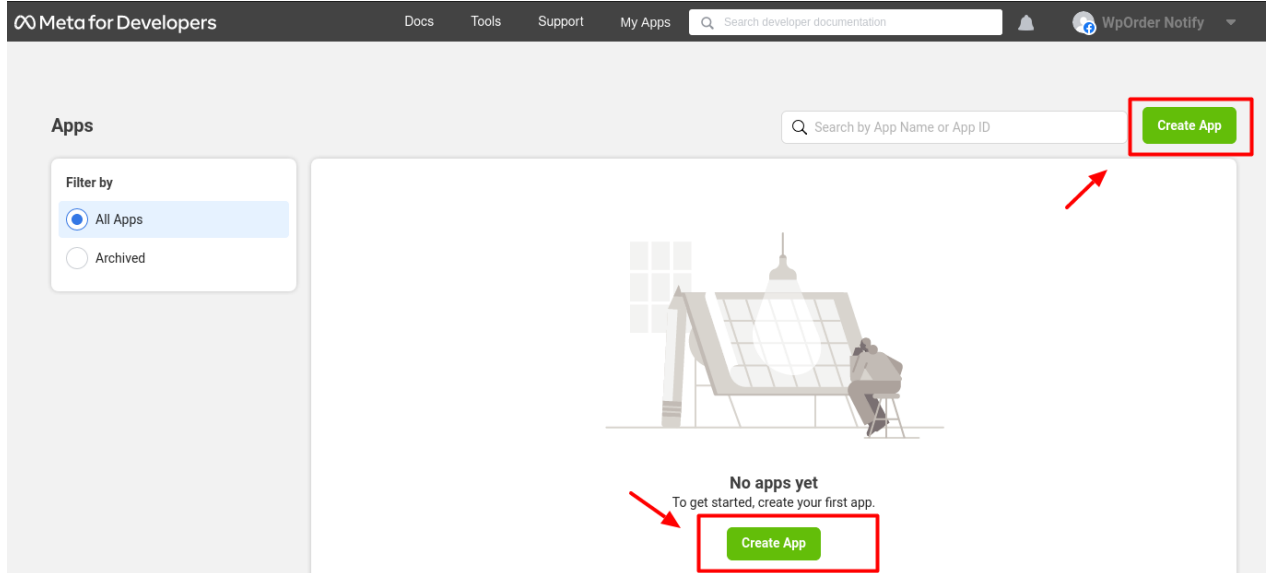 Meta for Developers
Docs Tools Support My Apps Search developer documentation WpOrder Notify
Apps
Search by App Name or App ID
Create App
Filter by
All Apps
Archived
No apps yet
To get started, create your first app.
Create App